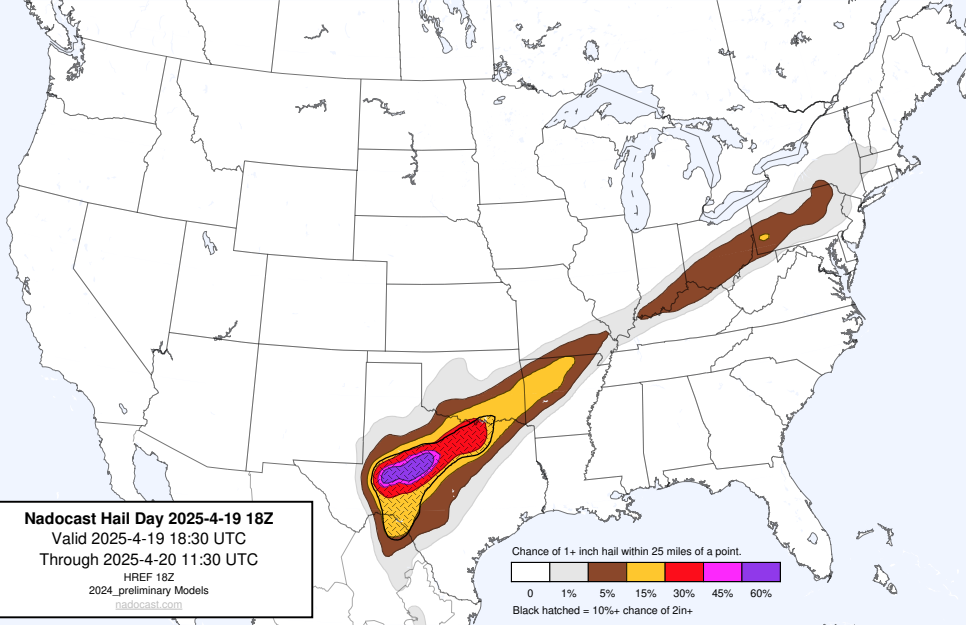 Nadocast Hail Day 2025-4-19 18Z
Valid 2025-4-19 18:30 UTC
Through 2025-4-20 11:30 UTC
HREF 18Z
2024_preliminary Models
nadocast.com
Chance of 1+ inch hail within 25 miles of a point.
0 1% 5% 15% 30% 45% 60%
Black hatched = 10%+ chance of 2in+